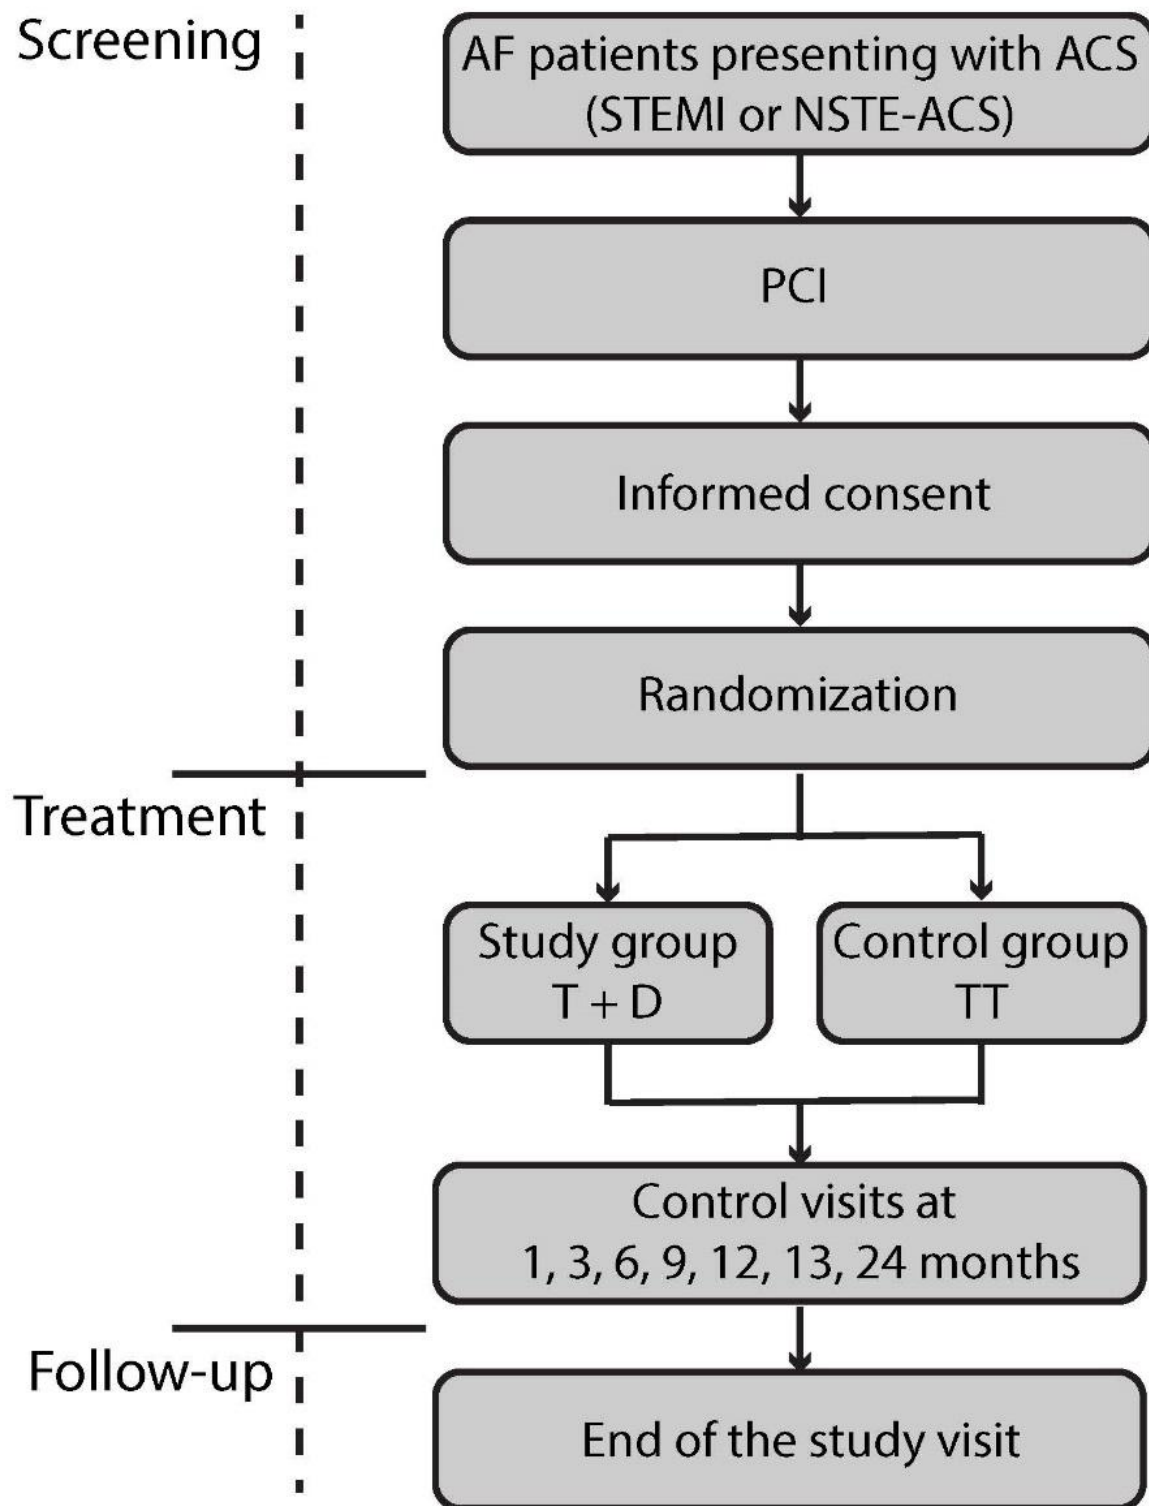 Screening
AF patients presenting with ACS
(STEMI or NSTE-ACS)
PCI
Informed consent
Randomization
Treatment
Study group
T + D
Control group
TT
Control visits at
1, 3, 6, 9, 12, 13, 24 months
Follow-up
End of the study visit